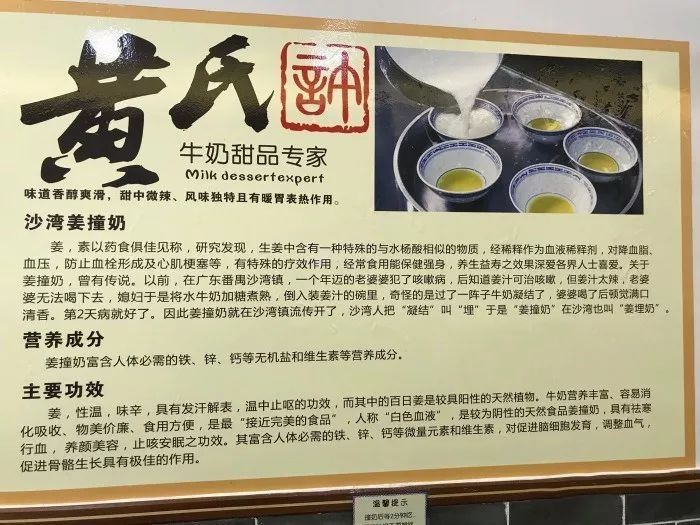 黄氏
牛奶甜品专家
Milk dessertexpert
味道香醇爽滑，甜中微辣、风味独特且有暖胃表热作用。
沙湾姜撞奶
姜，素以药食俱佳见称，研究发现，生姜中含有一种特殊的与水杨酸相似的物质，经稀释作为血液稀释剂，对降血脂、
血压，防止血栓形成及心肌梗塞等，有特殊的疗效作用，经常食用能保健强身，养生益寿之效果深爱各界人士喜爱。关于
姜撞奶，曾有传说。以前，在广东番禺沙湾镇，一个年迈的老婆婆犯了咳嗽病，后知道姜汁可治咳嗽，但姜汁太辣，老婆
婆无法喝下去，媳妇于是将水牛奶加糖煮熟，倒入装姜汁的碗里，奇怪的是过了一阵子牛奶凝结了，婆婆喝了后顿觉满口
清香。第2天病就好了。因此姜撞奶就在沙湾镇流传开了，沙湾人把“凝结”叫“埋”于是“姜撞奶”在沙湾也叫“姜埋奶”。
营养成分
姜撞奶富含人体必需的铁、锌、钙等无机盐和维生素等营养成分。
主要功效
姜，性温，味辛，具有发汗解表，温中止呕的功效，而其中的百日姜是较具阳性的天然植物。牛奶营养丰富、容易消
化吸收、物美价廉、食用方便，是最“接近完美的食品”，人称“白色血液”，是较为阴性的天然食品姜撞奶，具有祛寒
行血，养颜美容，止咳安眠之功效。其富含人体必需的铁、锌、钙等微量元素和维生素，对促进脑细胞发育，调整血气，
促进骨骼生长具有极佳的作用。
温馨提示